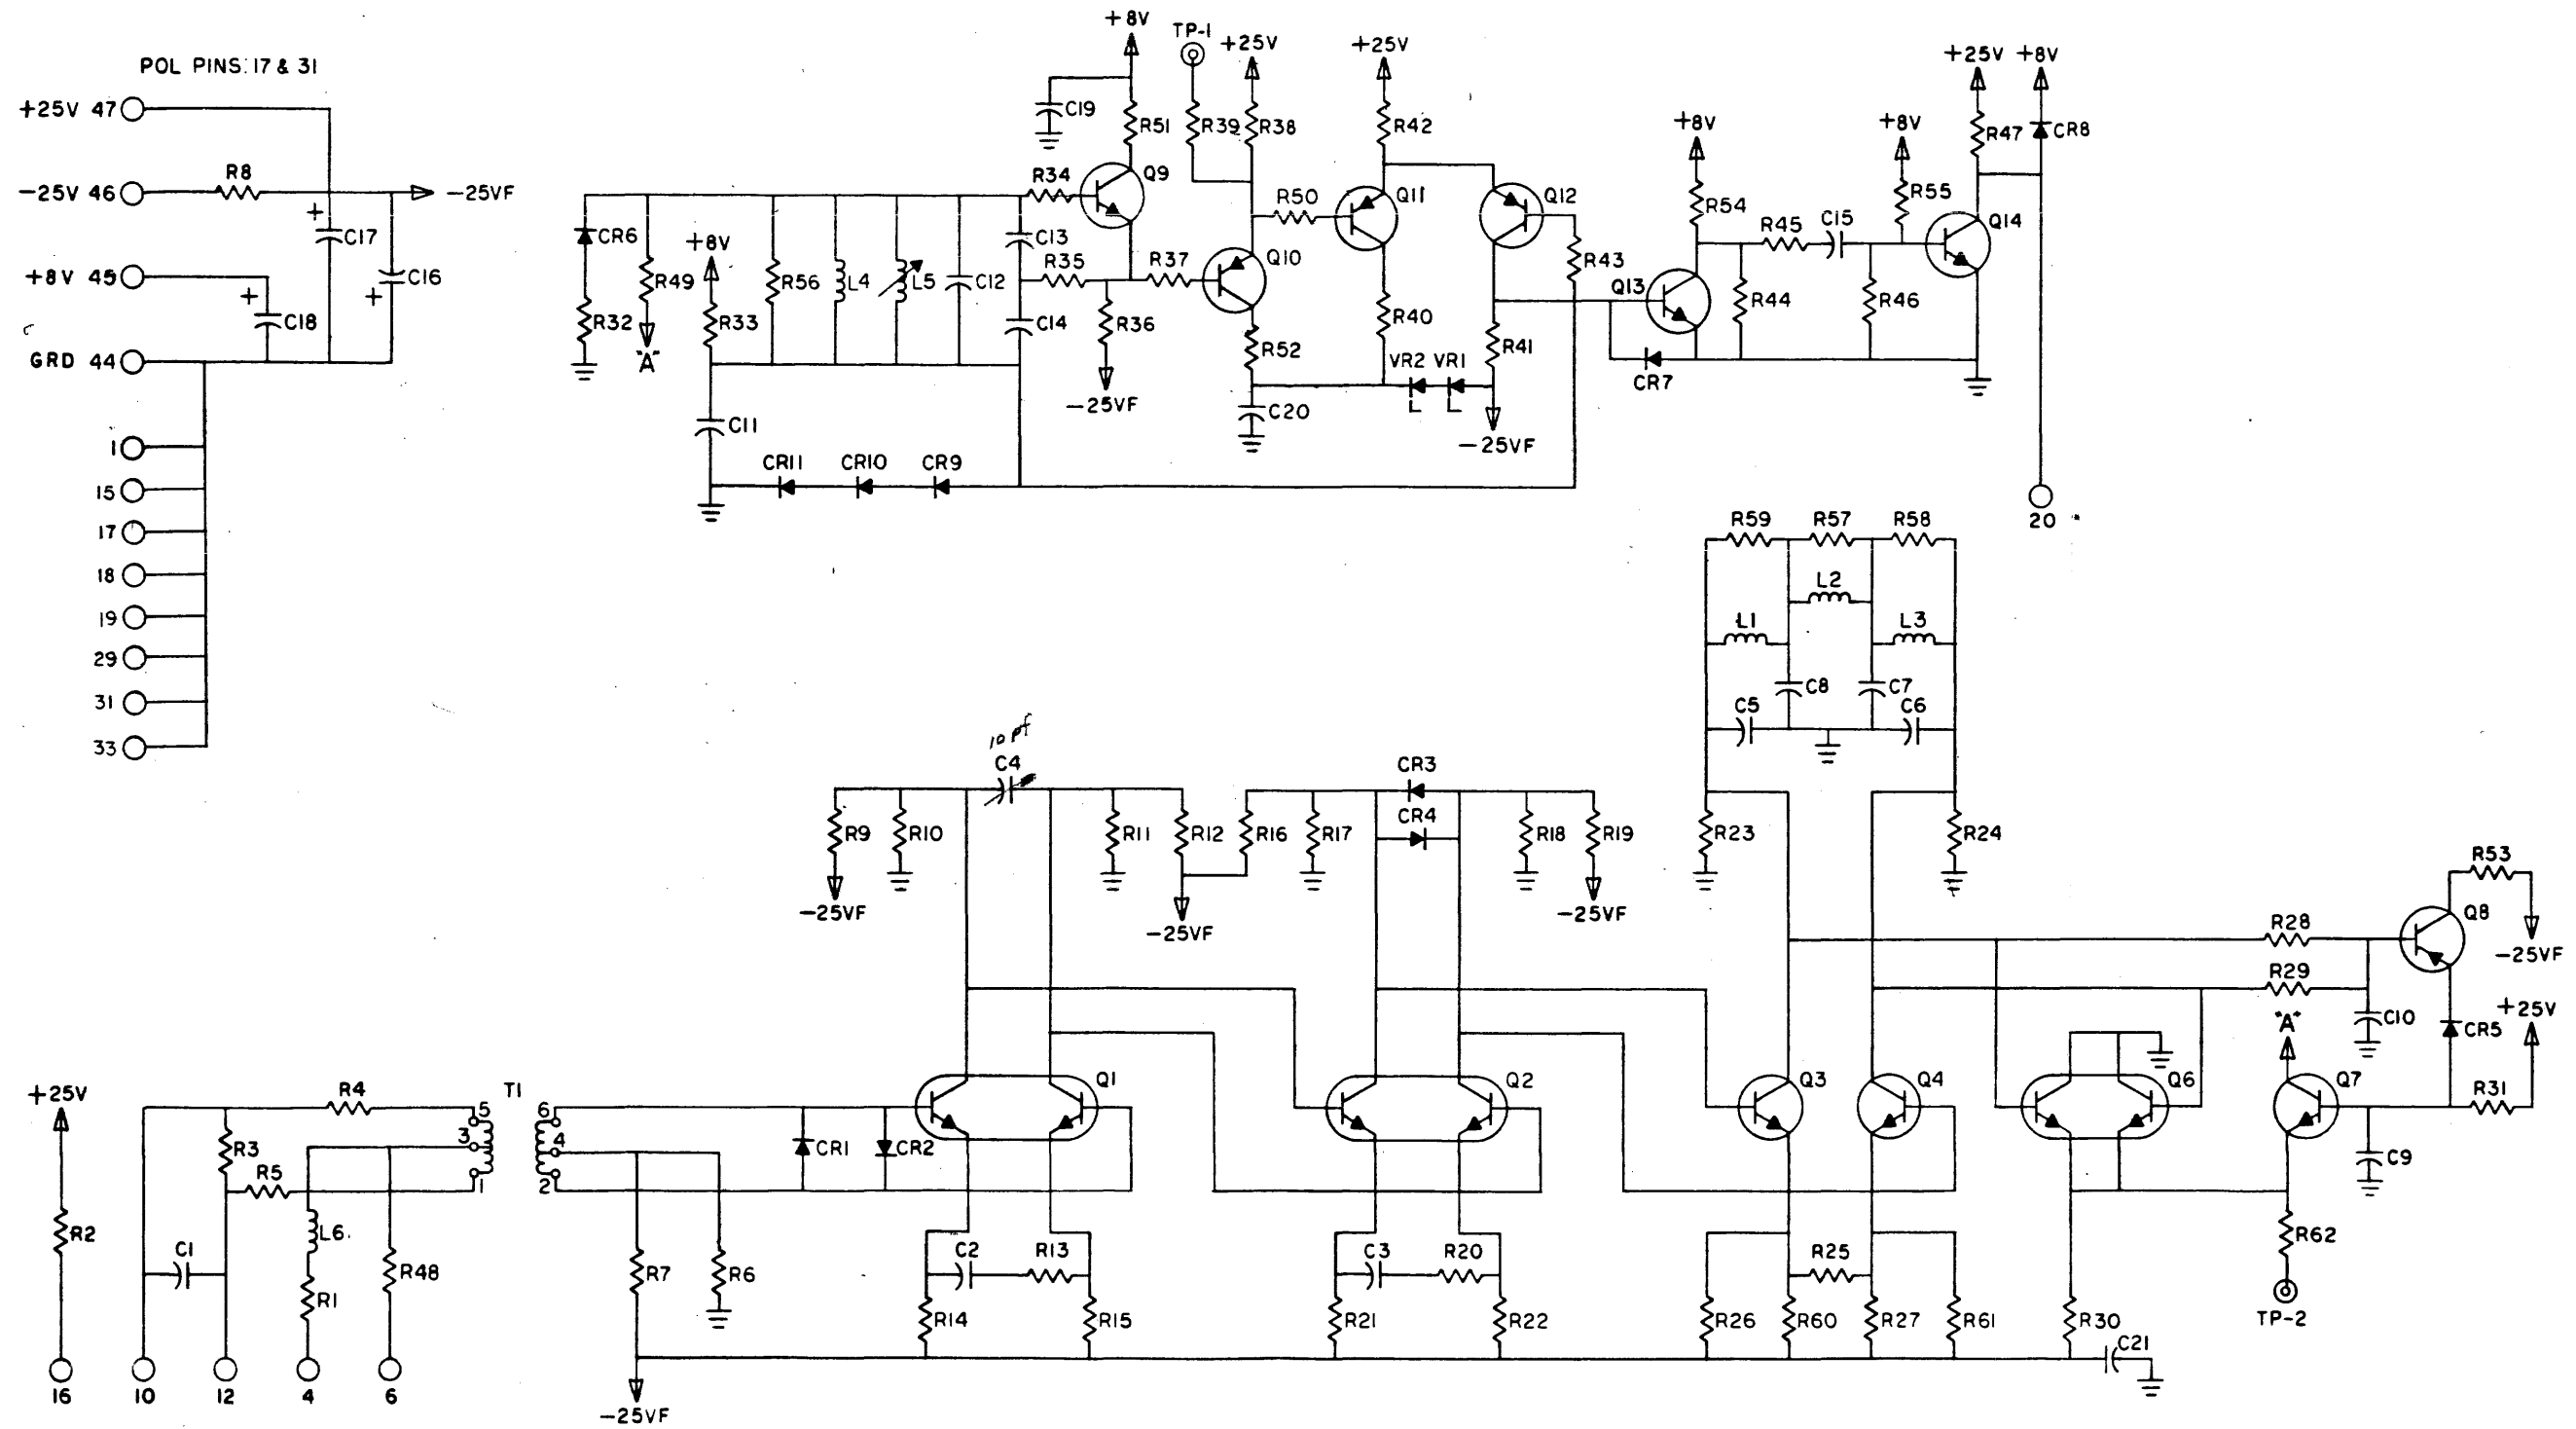 POL PINS: 17 & 31
+25V 47
-25V 46
R8
-25VF
+
C17
C16
+
+8V 45
+
C18
GRD 44
1
15
17
18
19
29
31
33
+8V
TP-1
+25V
+25V
C19
R51
R39
R38
R42
R34
Q9
CR6
R49
+8V
R56
L4
L5
C12
C13
R35
R37
R50
Q11
Q12
Q10
R43
R32
"A"
R33
C14
R36
-25VF
R52
R40
R41
VR2 VR1
L L
C20
-25VF
C11
CR11
CR10
CR9
+8V
R54
R45
C15
+8V
R55
+25V +8V
R47
CR8
Q14
Q13
R44
R46
CR7
20
R59
R57
R58
L2
L1
L3
C8
C7
C5
C6
R23
R24
10 pf
C4
R9
R10
R11
R12
R16
R17
CR3
CR4
R18
R19
-25VF
-25VF
-25VF
R53
Q8
R28
-25VF
R29
"A"
+25V
C10
CR5
+25V
R4
T1
5
3
1
6
4
2
R3
R5
CR1
CR2
Q1
Q2
Q3
Q4
Q6
Q7
R31
C9
R2
C1
L6
R1
R48
R7
R6
C2
R13
C3
R20
R25
R62
R14
R15
R21
R22
R26
R60
R27
R61
R30
TP-2
C21
16
10
12
4
6
-25VF